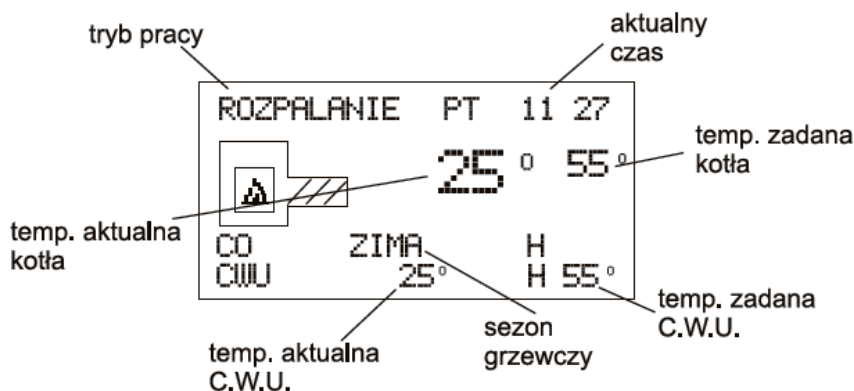 tryb pracy
aktualny
czas
ROZPALANIE PT 11 27
25° 55°
temp. zadana
kotła
temp. aktualna
kotła
CO ZIMA H
CWU 25° H 55°
temp. zadana
C.W.U.
sezon
grzewczy
temp. aktualna
C.W.U.